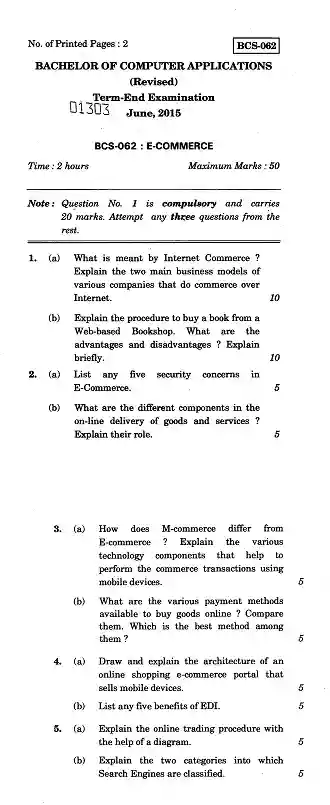 No. of Printed Pages : 2
BCS-062
BACHELOR OF COMPUTER APPLICATIONS
(Revised)
Term-End Examination
01303
June, 2015
BCS-062 : E-COMMERCE
Time : 2 hours Maximum Marks : 50
Note : Question No. 1 is compulsory and carries
20 marks. Attempt any three questions from the
rest.
1. (a) What is meant by Internet Commerce ?
Explain the two main business models of
various companies that do commerce over
Internet. 10
(b) Explain the procedure to buy a book from a
Web-based Bookshop. What are the
advantages and disadvantages ? Explain
briefly. 10
2. (a) List any five security concerns in
E-Commerce. 5
(b) What are the different components in the
on-line delivery of goods and services ?
Explain their role. 5
3. (a) How does M-commerce differ from
E-commerce ? Explain the various
technology components that help to
perform the commerce transactions using
mobile devices. 5
(b) What are the various payment methods
available to buy goods online ? Compare
them. Which is the best method among
them ? 5
4. (a) Draw and explain the architecture of an
online shopping e-commerce portal that
sells mobile devices. 5
(b) List any five benefits of EDI. 5
5. (a) Explain the online trading procedure with
the help of a diagram. 5
(b) Explain the two categories into which
Search Engines are classified. 5